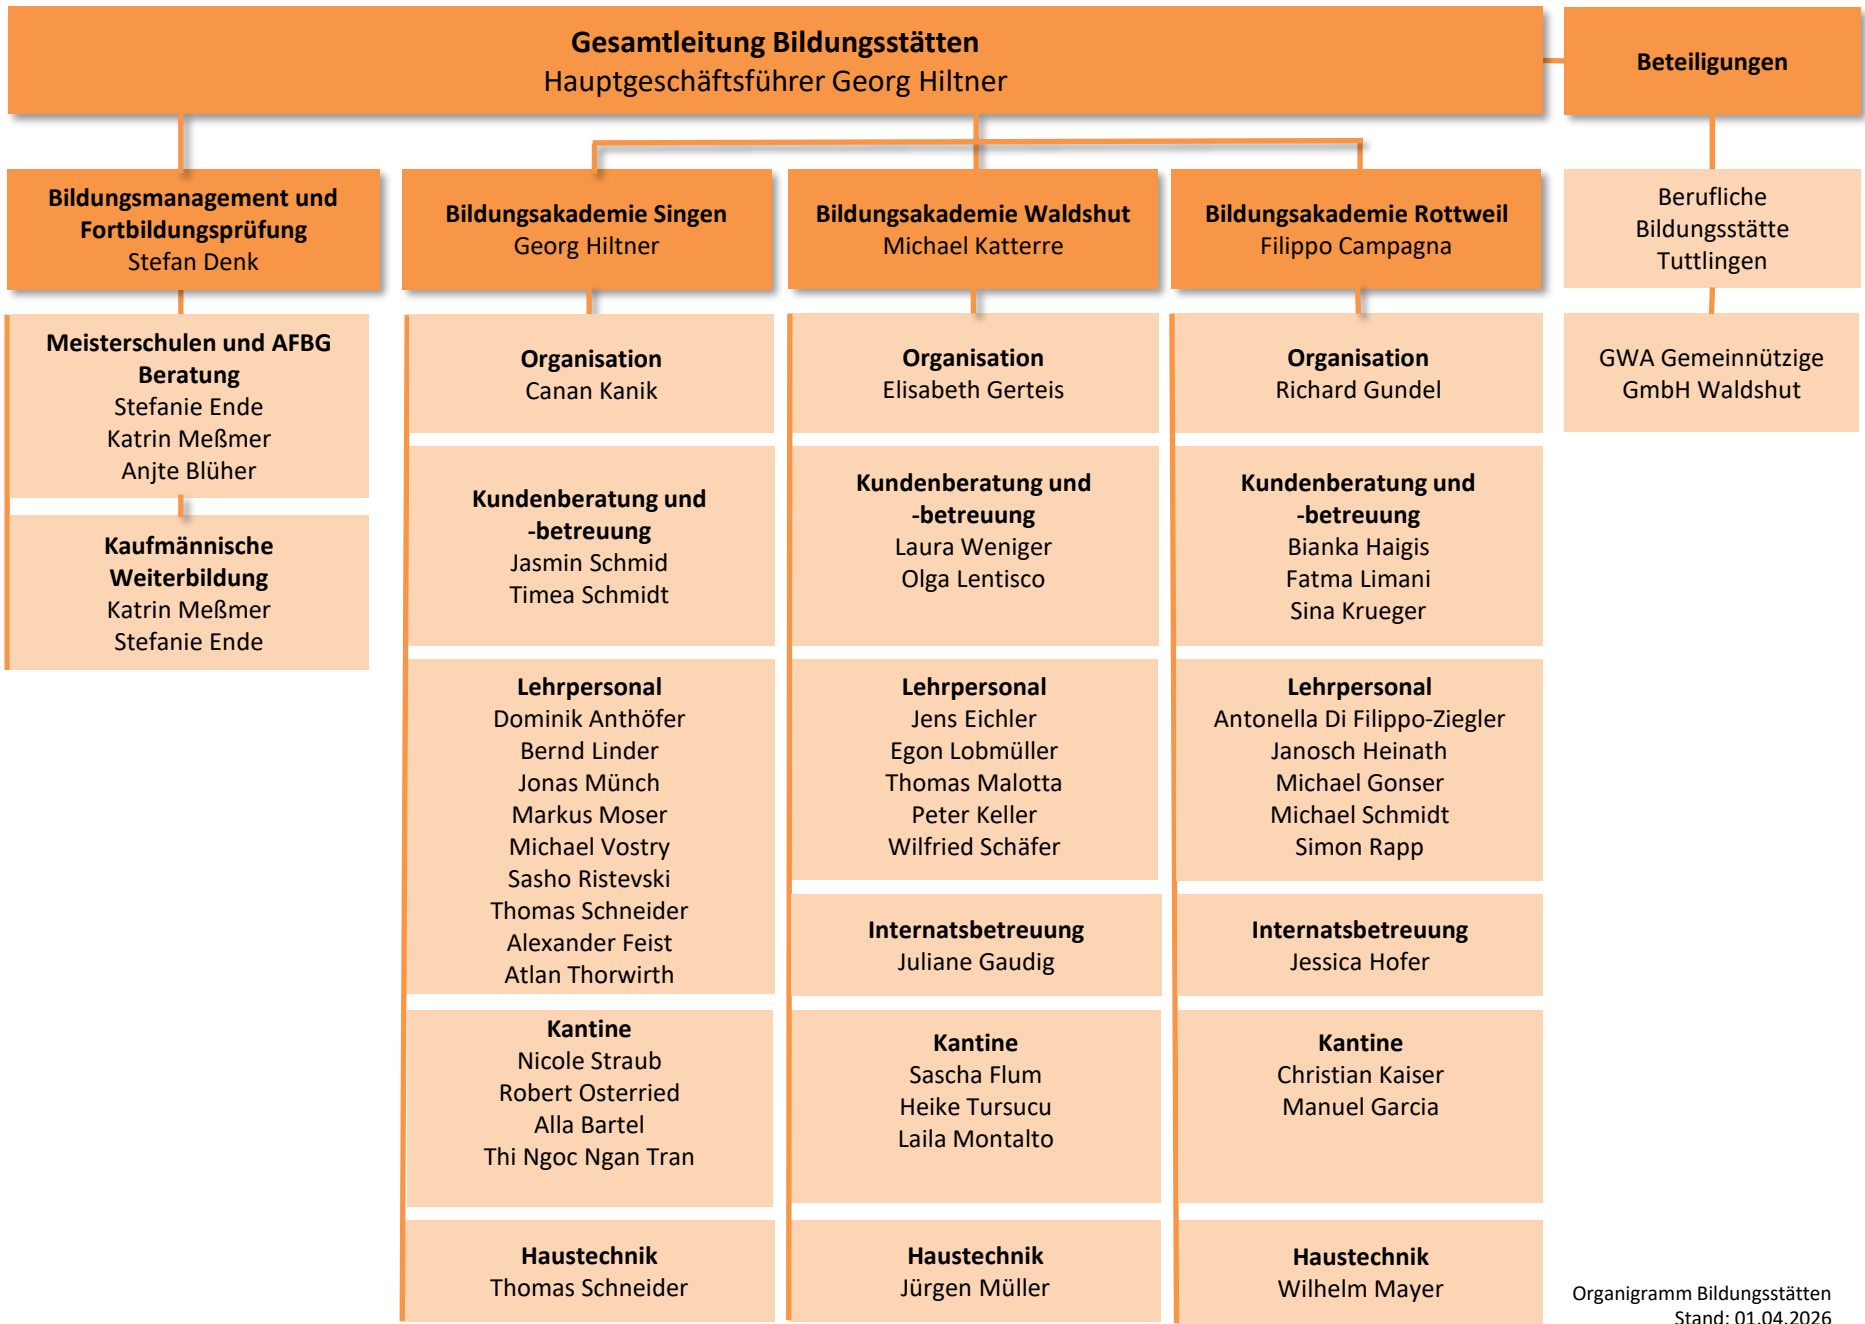 Gesamtleitung Bildungsstätten
Hauptgeschäftsführer Georg Hiltner
Beteiligungen
Bildungsmanagement und
Fortbildungsprüfung
Stefan Denk
Meisterschulen und AFBG
Beratung
Stefanie Ende
Katrin Meßmer
Anjte Blüher
Kaufmännische
Weiterbildung
Katrin Meßmer
Stefanie Ende
Bildungsakademie Singen
Georg Hiltner
Organisation
Canan Kanik
Kundenberatung und
-betreuung
Jasmin Schmid
Timea Schmidt
Lehrpersonal
Dominik Anthöfer
Bernd Linder
Jonas Münch
Markus Moser
Michael Vostry
Sasho Ristevski
Thomas Schneider
Alexander Feist
Atlan Thorwirth
Kantine
Nicole Straub
Robert Osterried
Alla Bartel
Thi Ngoc Ngan Tran
Haustechnik
Thomas Schneider
Bildungsakademie Waldshut
Michael Katterre
Organisation
Elisabeth Gerteis
Kundenberatung und
-betreuung
Laura Weniger
Olga Lentisco
Lehrpersonal
Jens Eichler
Egon Lobmüller
Thomas Malotta
Peter Keller
Wilfried Schäfer
Internatsbetreuung
Juliane Gaudig
Kantine
Sascha Flum
Heike Tursucu
Laila Montalto
Haustechnik
Jürgen Müller
Bildungsakademie Rottweil
Filippo Campagna
Organisation
Richard Gundel
Kundenberatung und
-betreuung
Bianka Haigis
Fatma Limani
Sina Krueger
Lehrpersonal
Antonella Di Filippo-Ziegler
Janosch Heinath
Michael Gonser
Michael Schmidt
Simon Rapp
Internatsbetreuung
Jessica Hofer
Kantine
Christian Kaiser
Manuel Garcia
Haustechnik
Wilhelm Mayer
Berufliche
Bildungsstätte
Tuttlingen
GWA Gemeinnützige
GmbH Waldshut
Organigramm Bildungsstätten
Stand: 01.04.2026